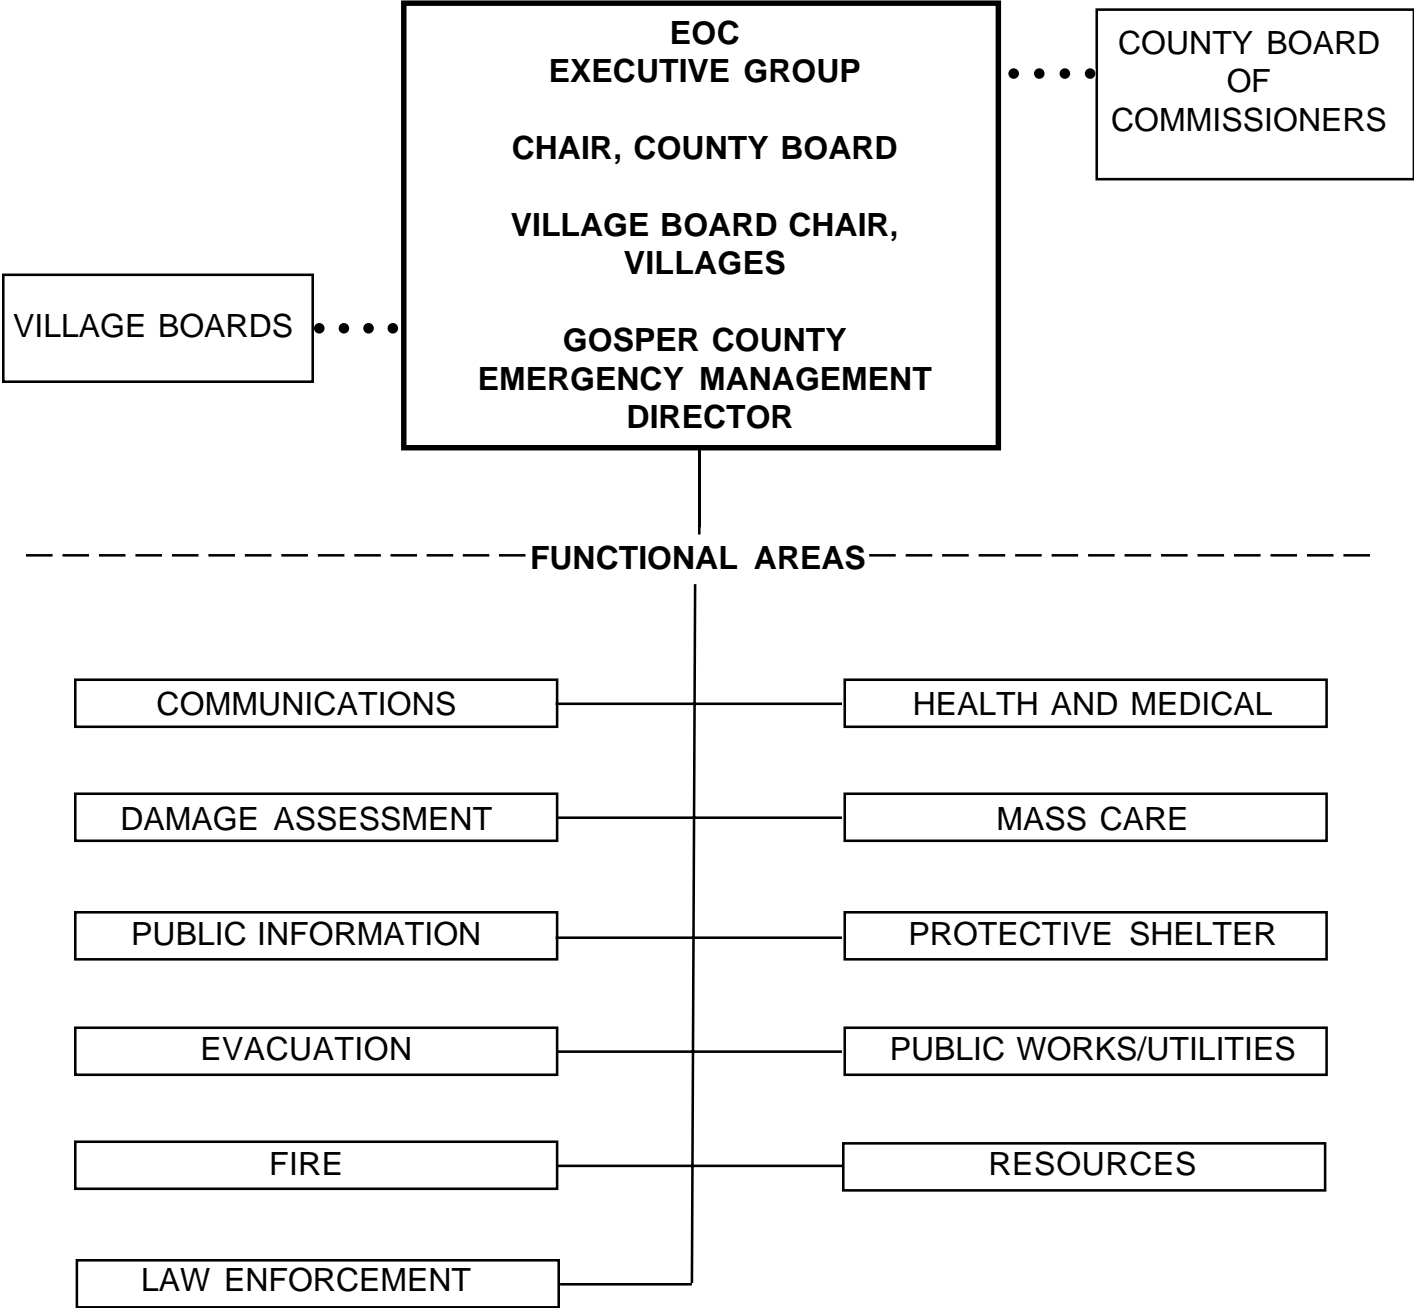 EOC
EXECUTIVE GROUP
CHAIR, COUNTY BOARD
VILLAGE BOARD CHAIR,
VILLAGES
GOSPER COUNTY
EMERGENCY MANAGEMENT
DIRECTOR
COUNTY BOARD
OF
COMMISSIONERS
VILLAGE BOARDS
FUNCTIONAL AREAS
COMMUNICATIONS
HEALTH AND MEDICAL
DAMAGE ASSESSMENT
MASS CARE
PUBLIC INFORMATION
PROTECTIVE SHELTER
EVACUATION
PUBLIC WORKS/UTILITIES
FIRE
RESOURCES
LAW ENFORCEMENT